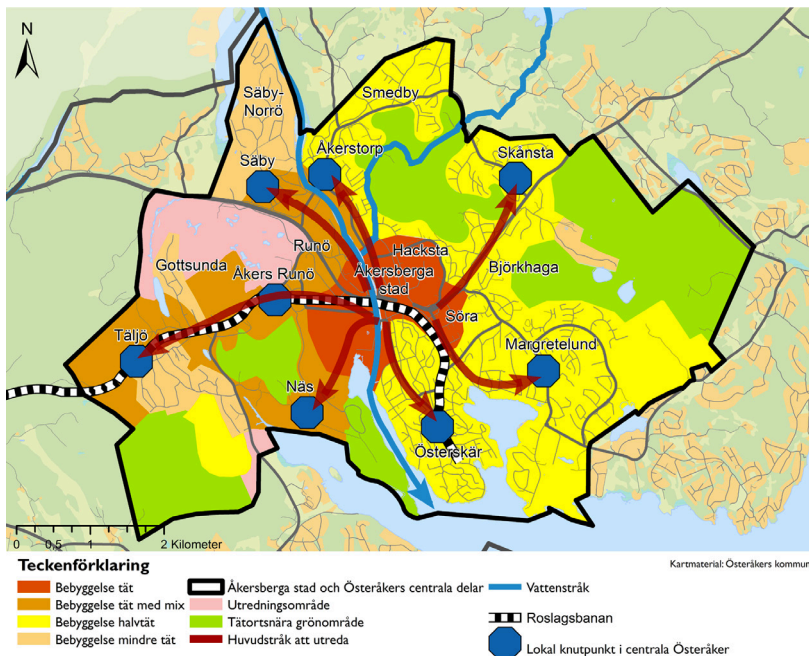 N
Säby-
Norrö
Smedby
Säby
Åkerstorp
Skånsta
Runö
Hacksta
Gottsunda
Åkersberga
stad
Björkhaga
Åkers Runö
Täljö
Söra
Margretelund
Näs
Österskär
0 0,5 1 2 Kilometer
Teckenförklaring
Kartmaterial: Österåkers kommun
Bebyggelse tät
Bebyggelse tät med mix
Bebyggelse halvtät
Bebyggelse mindre tät
Åkersberga stad och Österåkers centrala delar
Utredningsområde
Tätortsnära grönområde
Huvudstråk att utreda
Vattenstråk
Roslagsbanan
Lokal knutpunkt i centrala Österåker